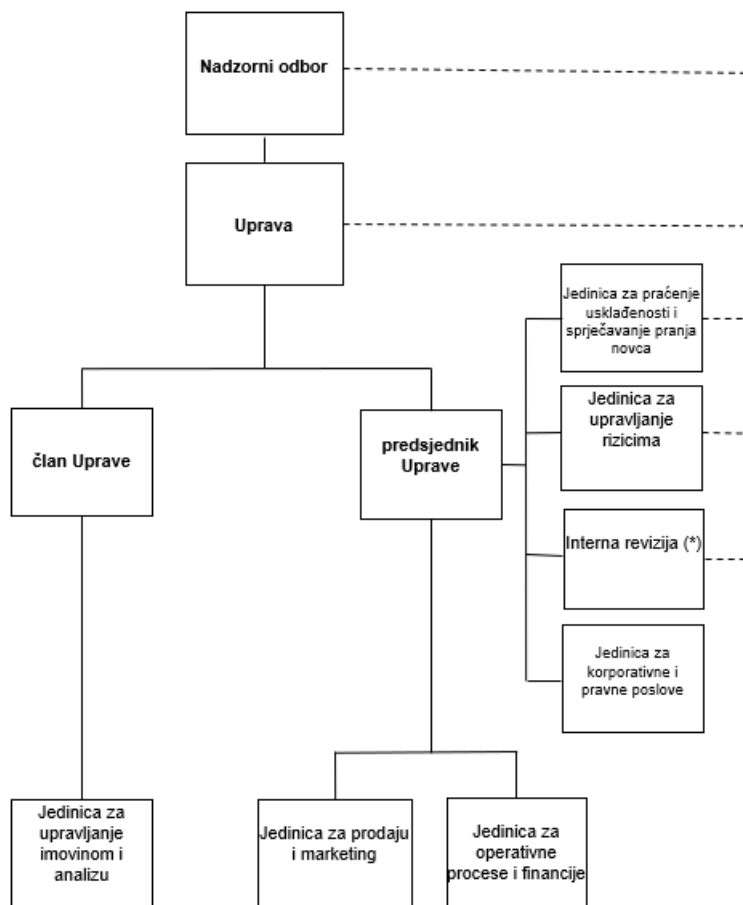 Nadzorni odbor
Uprava
Jedinica za praćenje
usklađenosti i
sprječavanje pranja
novca
Jedinica za
upravljanje
rizicima
član Uprave
predsjednik
Uprave
Interna revizija (*)
Jedinica za
korporativne i
pravne poslove
Jedinica za
upravljanje
imovinom i
analizu
Jedinica za prodaju
i marketing
Jedinica za
operativne
procese i financije